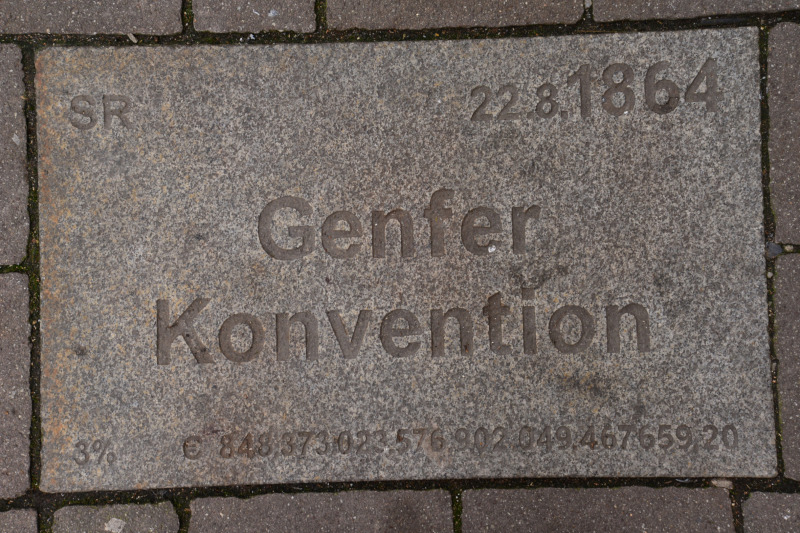 SR 22.8.1864
Genfer
Konvention
3% € 848.373.023.576.902.049.467.659,20